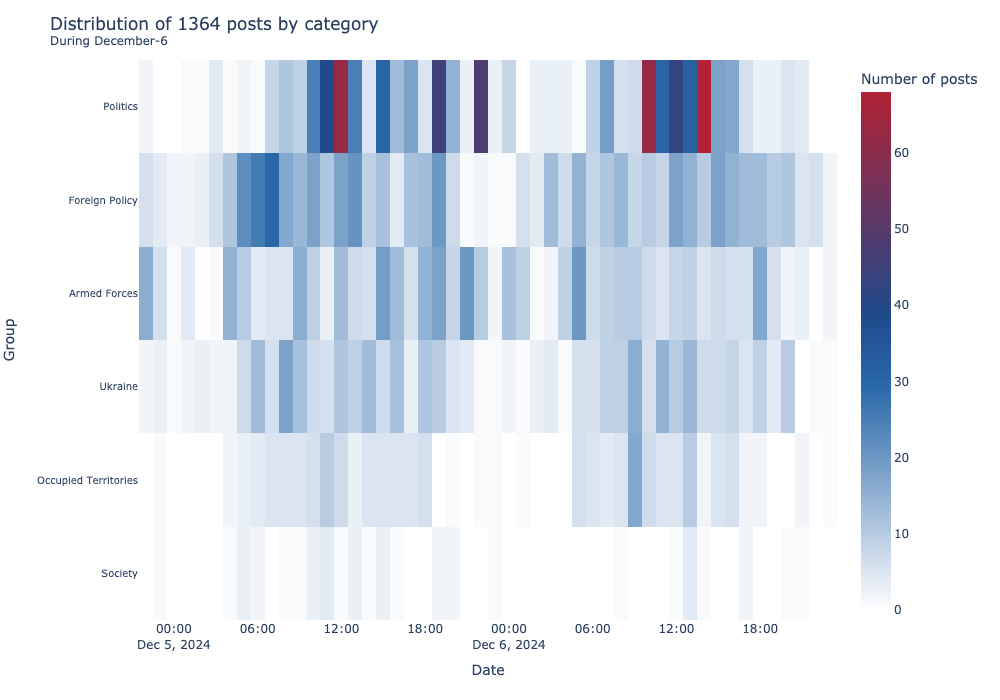 Distribution of 1364 posts by category
During December-6
Number of posts
Politics
Foreign Policy
Armed Forces
Ukraine
Occupied Territories
Society
Group
60
50
40
30
20
10
0
00:00 06:00 12:00 18:00 00:00 06:00 12:00 18:00
Dec 5, 2024 Dec 6, 2024
Date